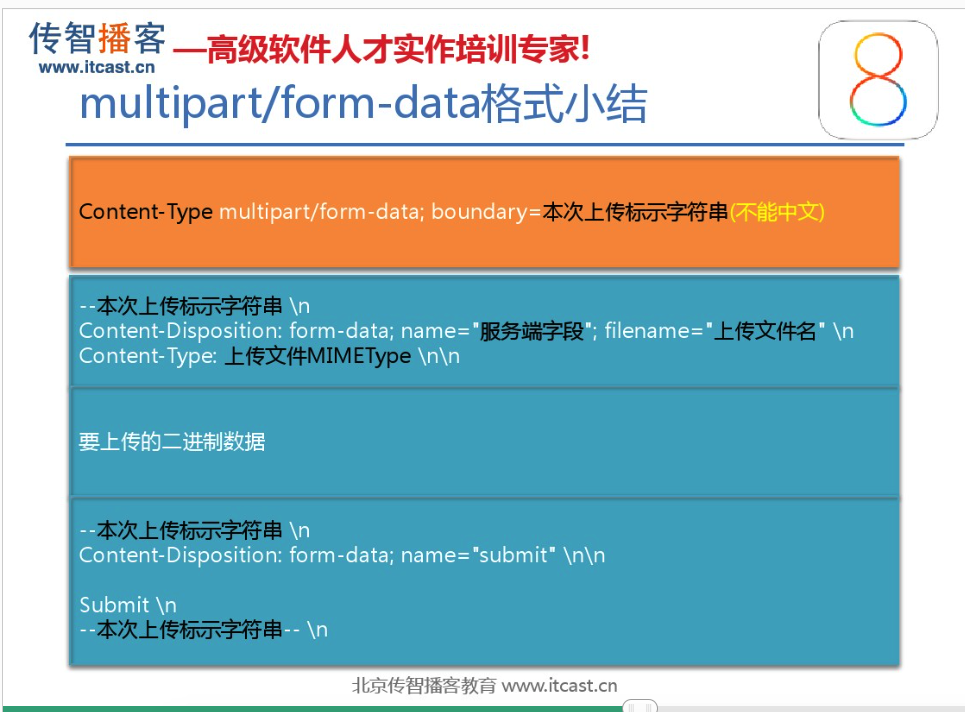 传智播客 —高级软件人才实作培训专家!
www.itcast.cn
multipart/form-data格式小结
8
Content-Type multipart/form-data; boundary=本次上传标示字符串(不能中文)
--本次上传标示字符串 \n
Content-Disposition: form-data; name="服务端字段"; filename="上传文件名" \n
Content-Type: 上传文件MIMEType \n\n
要上传的二进制数据
--本次上传标示字符串 \n
Content-Disposition: form-data; name="submit" \n\n
Submit \n
--本次上传标示字符串-- \n
北京传智播客教育 www.itcast.cn